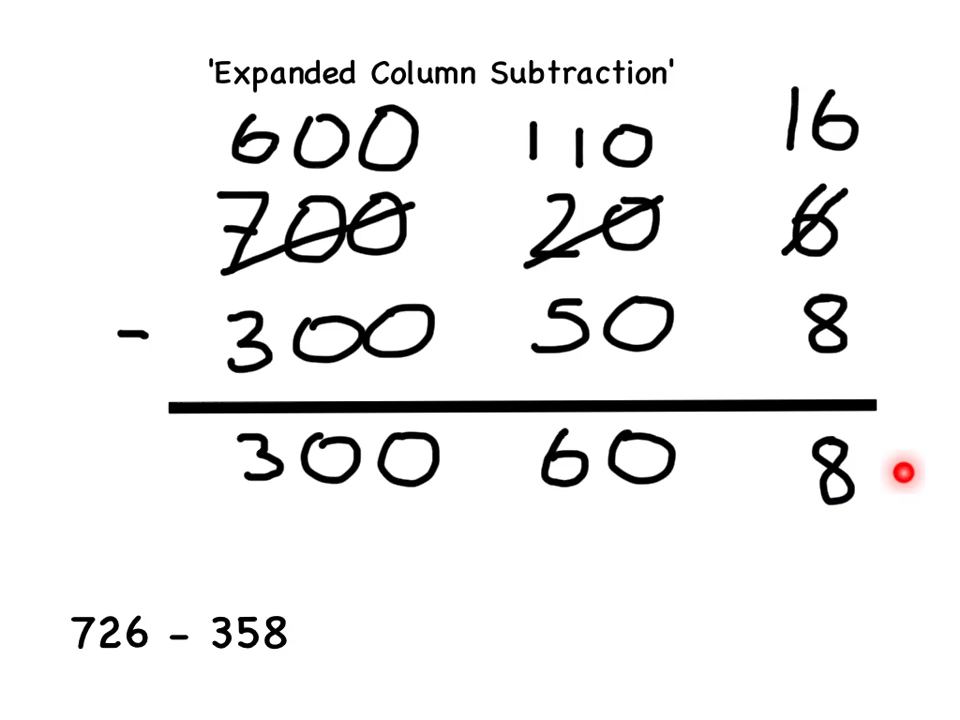 'Expanded Column Subtraction'
600 110 16
700 20 6
- 300 50 8
300 60 8
726 - 358